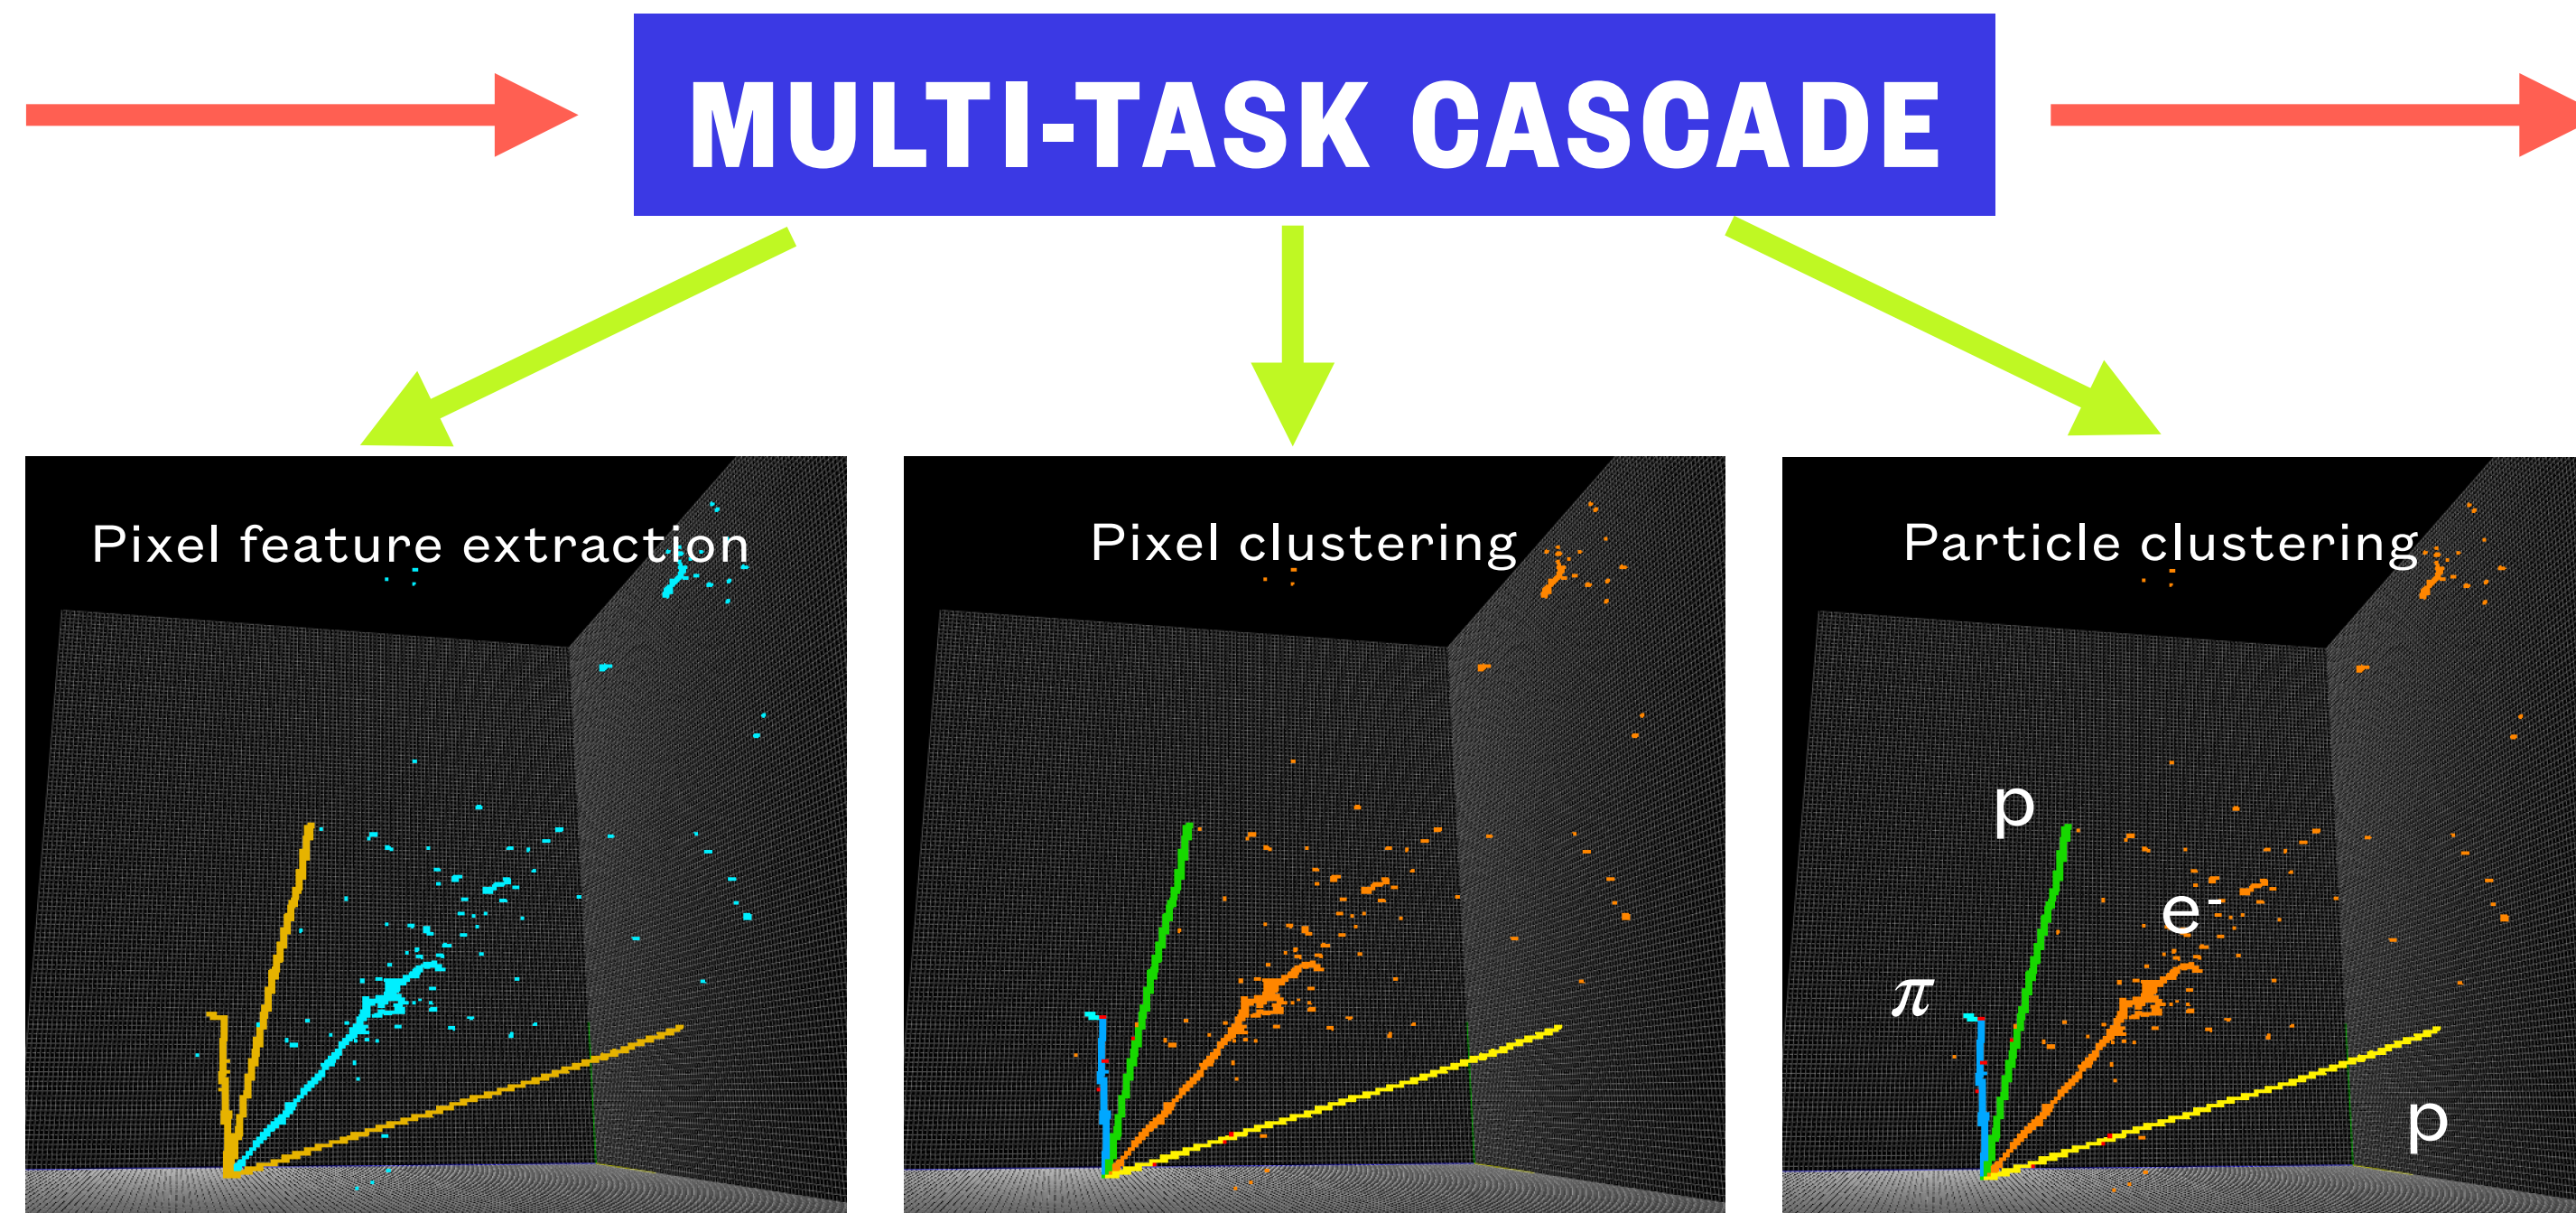 MULTI-TASK CASCADE
Pixel feature extraction
Pixel clustering
Particle clustering
p
e⁻
π
p